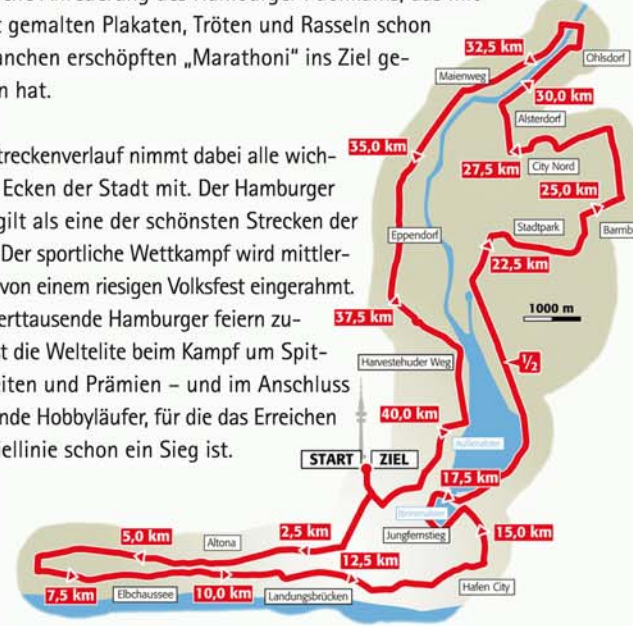 gemalten Plakaten, Tröten und Rasseln schon
erschöpften „Marathoni" ins Ziel ge-
hat.
nimmt dabei alle wich-
Ecken der Stadt mit. Der Hamburger
gilt als eine der schönsten Strecken der
Der sportliche Wettkampf wird mittler-
von einem riesigen Volksfest eingerahmt.
Hamburger feiern zu-
die Weltelite beim Kampf um Spit-
und Prämien – und im Anschluss
Hobbyläufer, für die das Erreichen
schon ein Sieg ist.
32,5 km
Ohlsdorf
Maienweg
30,0 km
Alsterdorf
35,0 km
27,5 km
City Nord
25,0 km
Stadtpark
Eppendorf
22,5 km
1000 m
37,5 km
Harvestehuder Weg
1/2
40,0 km
Außenalster
START
ZIEL
17,5 km
Binnenalster
Jungfernstieg
15,0 km
5,0 km
Altona
2,5 km
12,5 km
7,5 km
Elbchaussee
10,0 km
Landungsbrücken
Hafen City